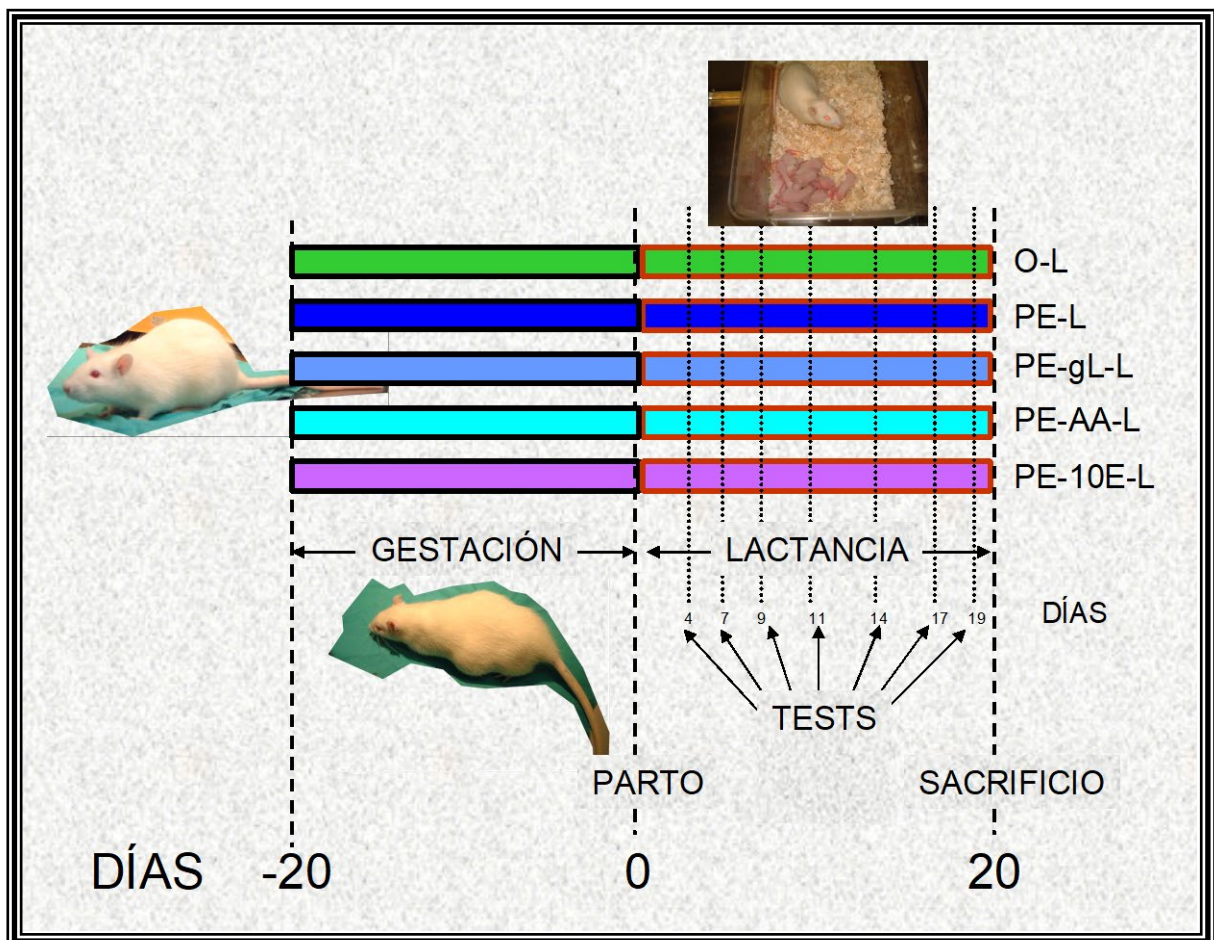 O-L
PE-L
PE-gL-L
PE-AA-L
PE-10E-L
GESTACIÓN
LACTANCIA
4 7 9 11 14 17 19
DÍAS
TESTS
PARTO
SACRIFICIO
DÍAS -20 0 20